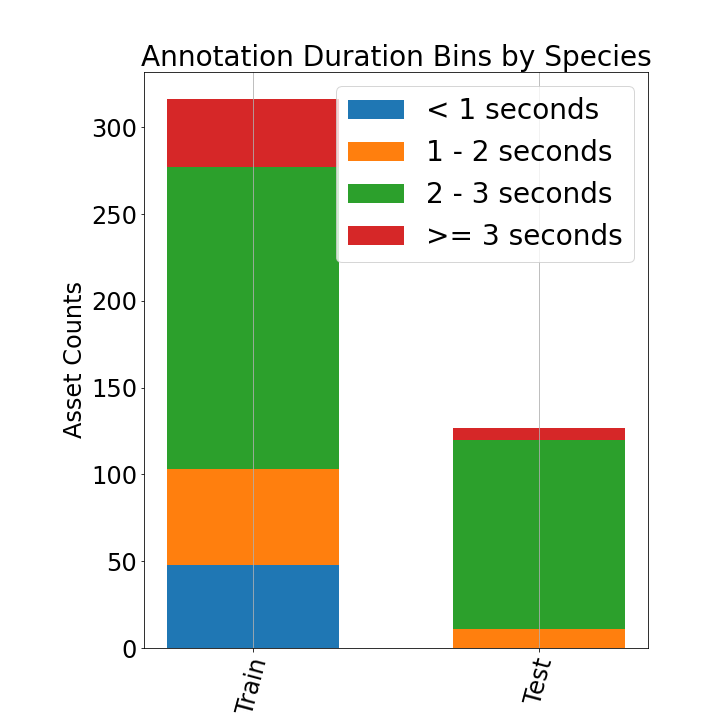 Annotation Duration Bins by Species
< 1 seconds
1 - 2 seconds
2 - 3 seconds
>= 3 seconds
300
250
200
150
100
50
0
Asset Counts
Train
Test